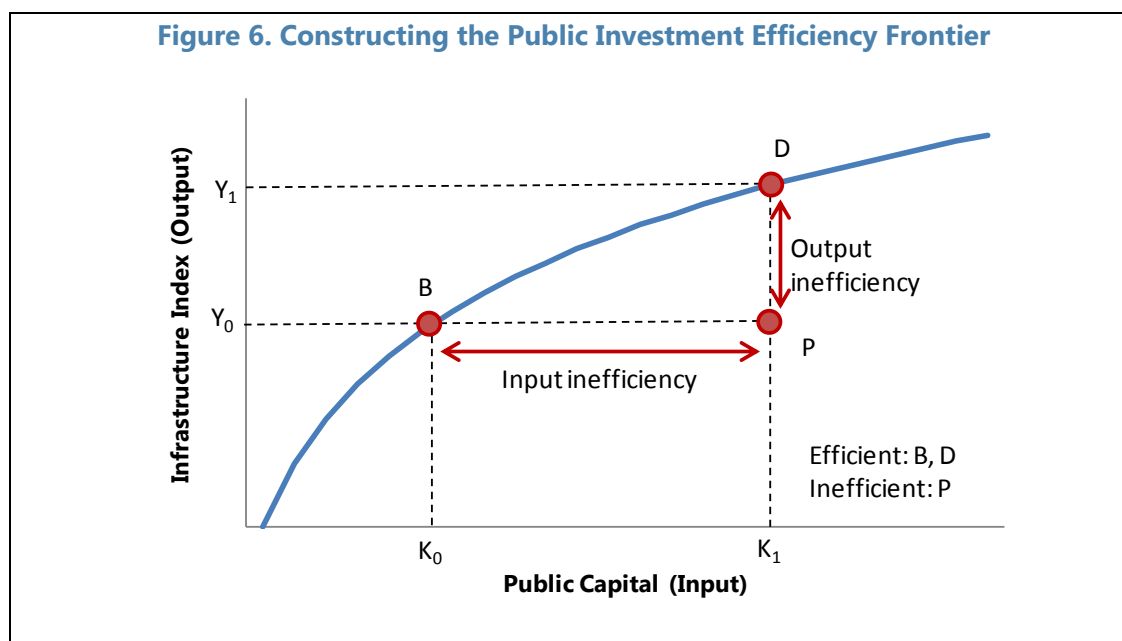 Figure 6. Constructing the Public Investment Efficiency Frontier
Infrastructure Index (Output)
D
Y₁
Output
inefficiency
B
Y₀
P
Input inefficiency
Efficient: B, D
Inefficient: P
K₀
K₁
Public Capital (Input)